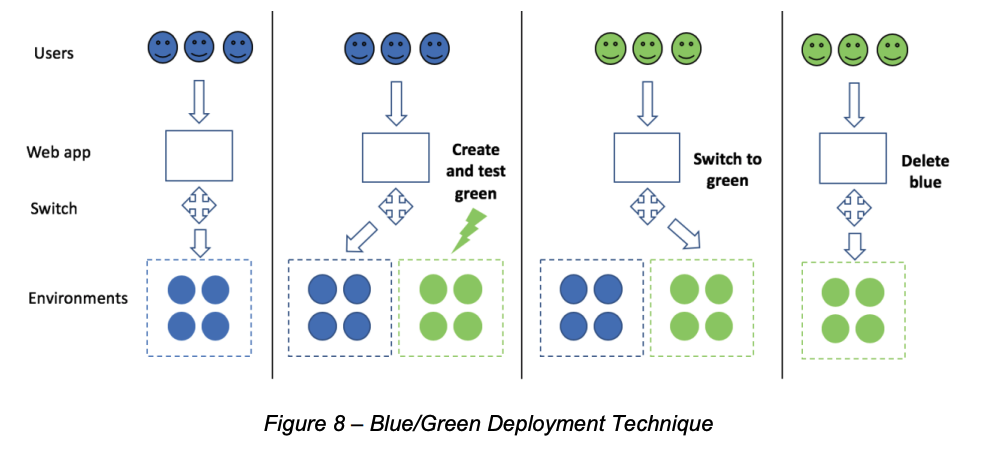 Users
Web app
Create
and test
green
Switch to
green
Delete
blue
Switch
Environments
Figure 8 – Blue/Green Deployment Technique